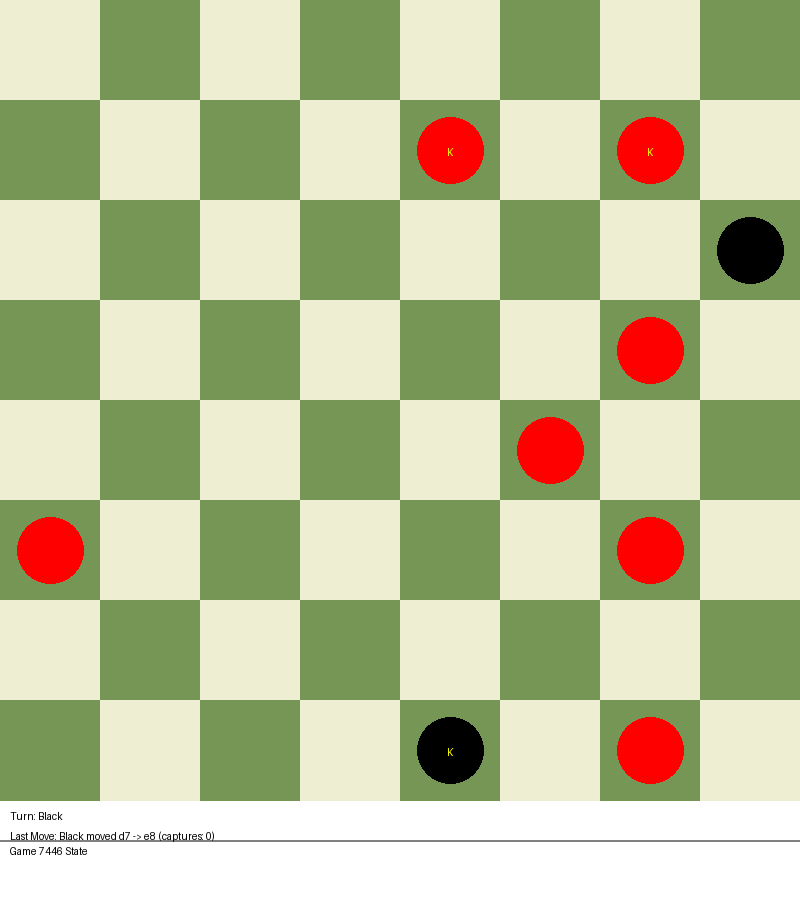 K
K
K
Turn: Black
Last Move: Black moved d7 -> e8 (captures: 0)
Game 7446 State